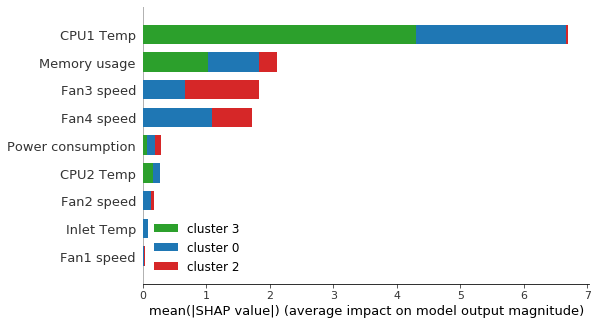 CPU1 Temp
Memory usage
Fan3 speed
Fan4 speed
Power consumption
CPU2 Temp
Fan2 speed
Inlet Temp
Fan1 speed
cluster 3
cluster 0
cluster 2
0 1 2 3 4 5 6 7
mean(|SHAP value|) (average impact on model output magnitude)